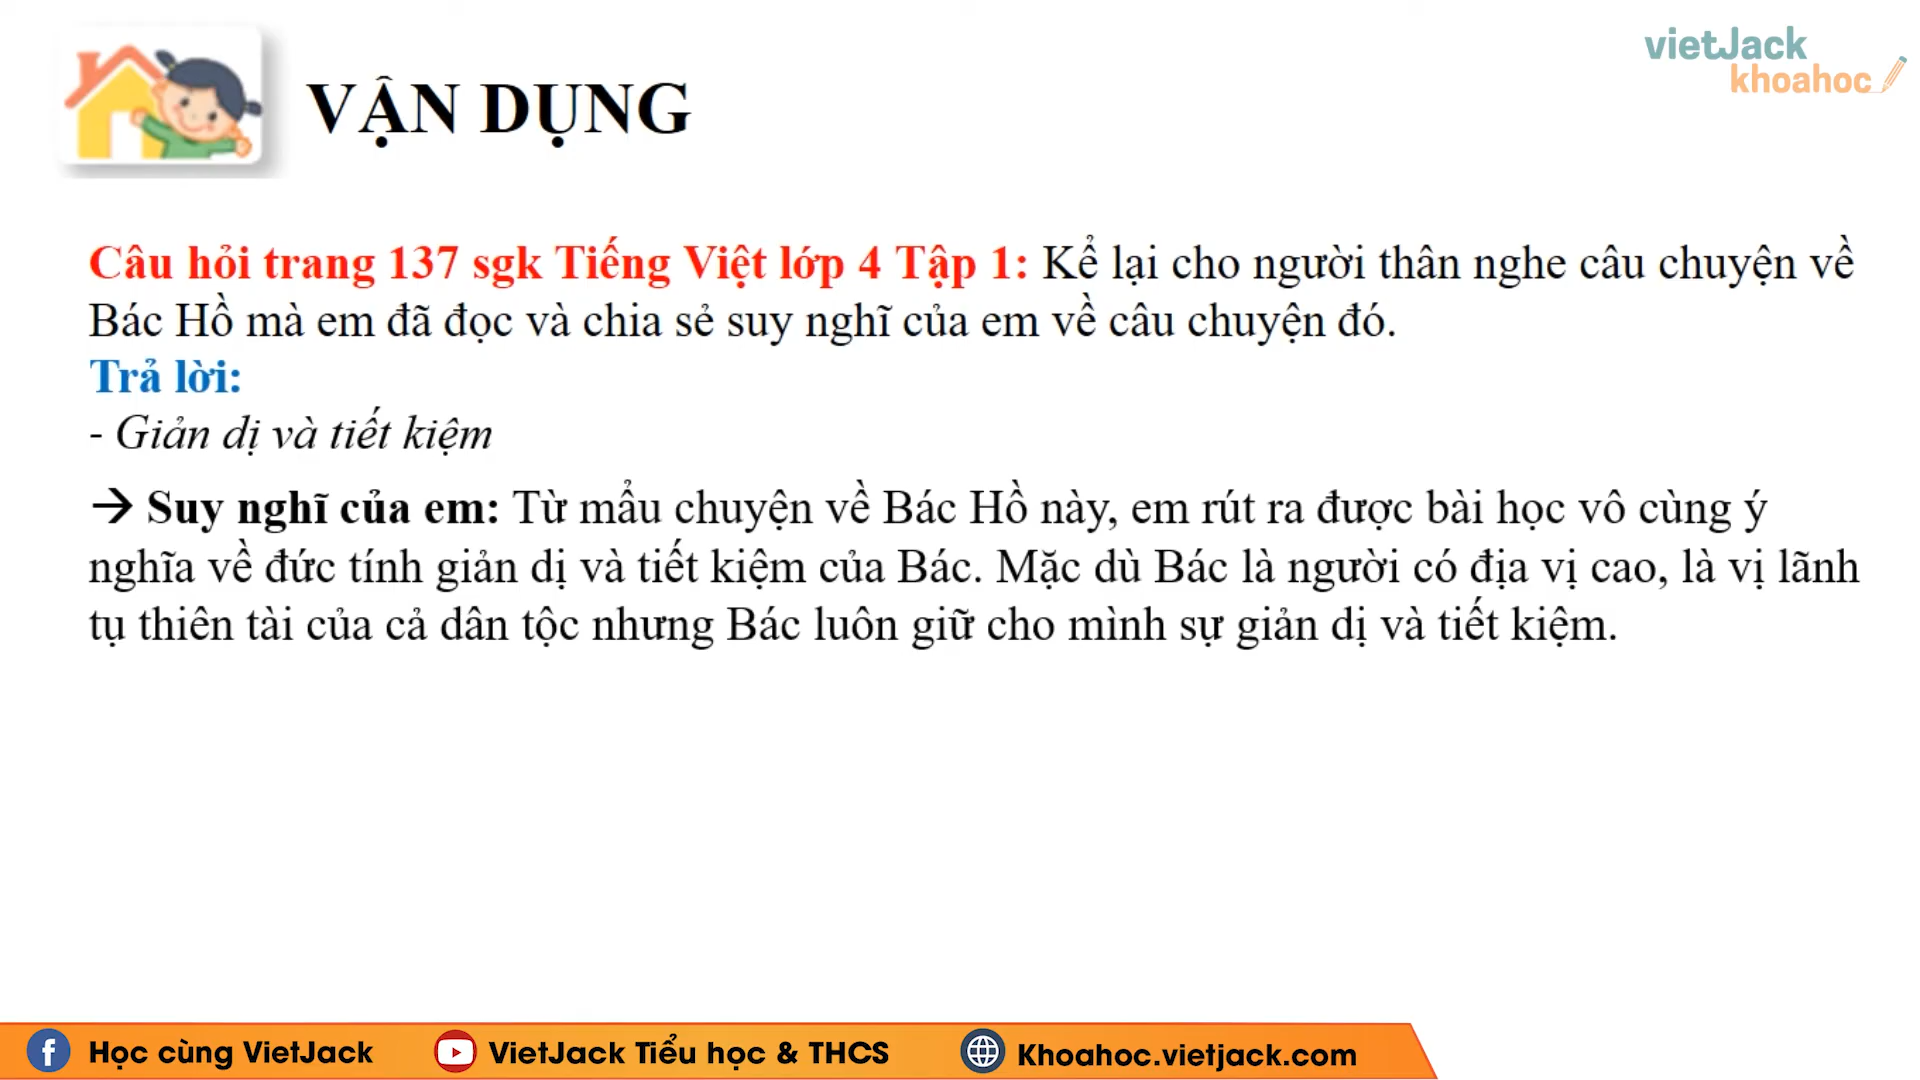 vietJack
khoahoc
VẬN DỤNG
Câu hỏi trang 137 sgk Tiếng Việt lớp 4 Tập 1: Kể lại cho người thân nghe câu chuyện về
Bác Hồ mà em đã đọc và chia sẻ suy nghĩ của em về câu chuyện đó.
Trả lời:
- Giản dị và tiết kiệm
→ Suy nghĩ của em: Từ mẩu chuyện về Bác Hồ này, em rút ra được bài học vô cùng ý
nghĩa về đức tính giản dị và tiết kiệm của Bác. Mặc dù Bác là người có địa vị cao, là vị lãnh
tụ thiên tài của cả dân tộc nhưng Bác luôn giữ cho mình sự giản dị và tiết kiệm.
Học cùng VietJack VietJack Tiểu học & THCS Khoahoc.vietjack.com